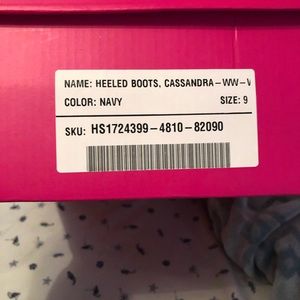 NAME: HEELED BOOTS, CASSANDRA-WW-
COLOR: NAVY SIZE: 9
SKU: HS1724399-4810-82090